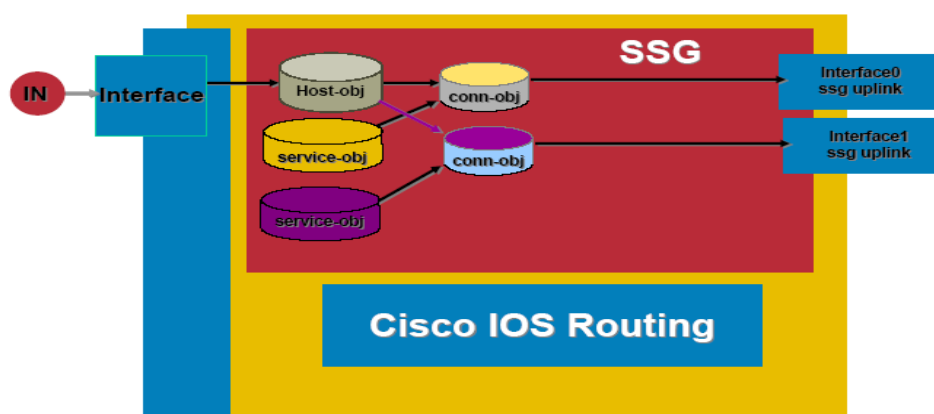 SSG
IN
Interface
Host-obj
conn-obj
Interface0
ssg uplink
service-obj
conn-obj
Interface1
ssg uplink
service-obj
Cisco IOS Routing